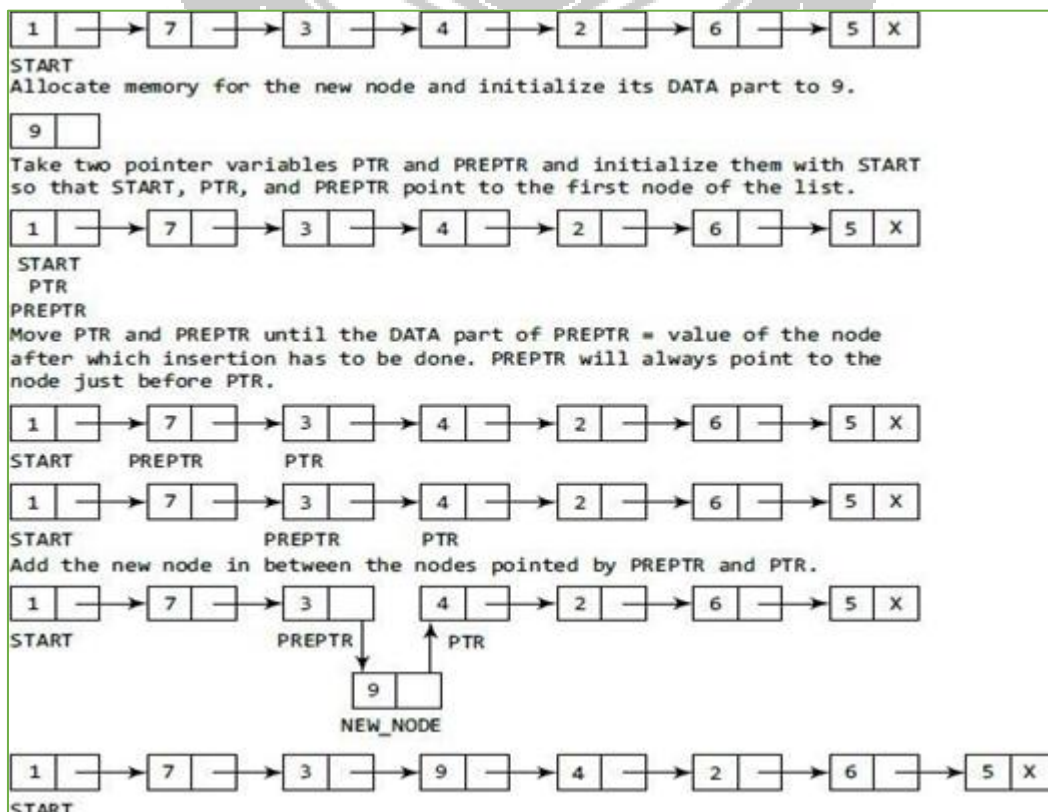 1 7 3 4 2 6 5 X
START
Allocate memory for the new node and initialize its DATA part to 9.
9
Take two pointer variables PTR and PREPTR and initialize them with START
so that START, PTR, and PREPTR point to the first node of the list.
1 7 3 4 2 6 5 X
START
PTR
PREPTR
Move PTR and PREPTR until the DATA part of PREPTR = value of the node
after which insertion has to be done. PREPTR will always point to the
node just before PTR.
1 7 3 4 2 6 5 X
START PREPTR PTR
1 7 3 4 2 6 5 X
START PREPTR PTR
Add the new node in between the nodes pointed by PREPTR and PTR.
1 7 3 4 2 6 5 X
START PREPTR PTR
9
NEW_NODE
1 7 3 9 4 2 6 5 X
START